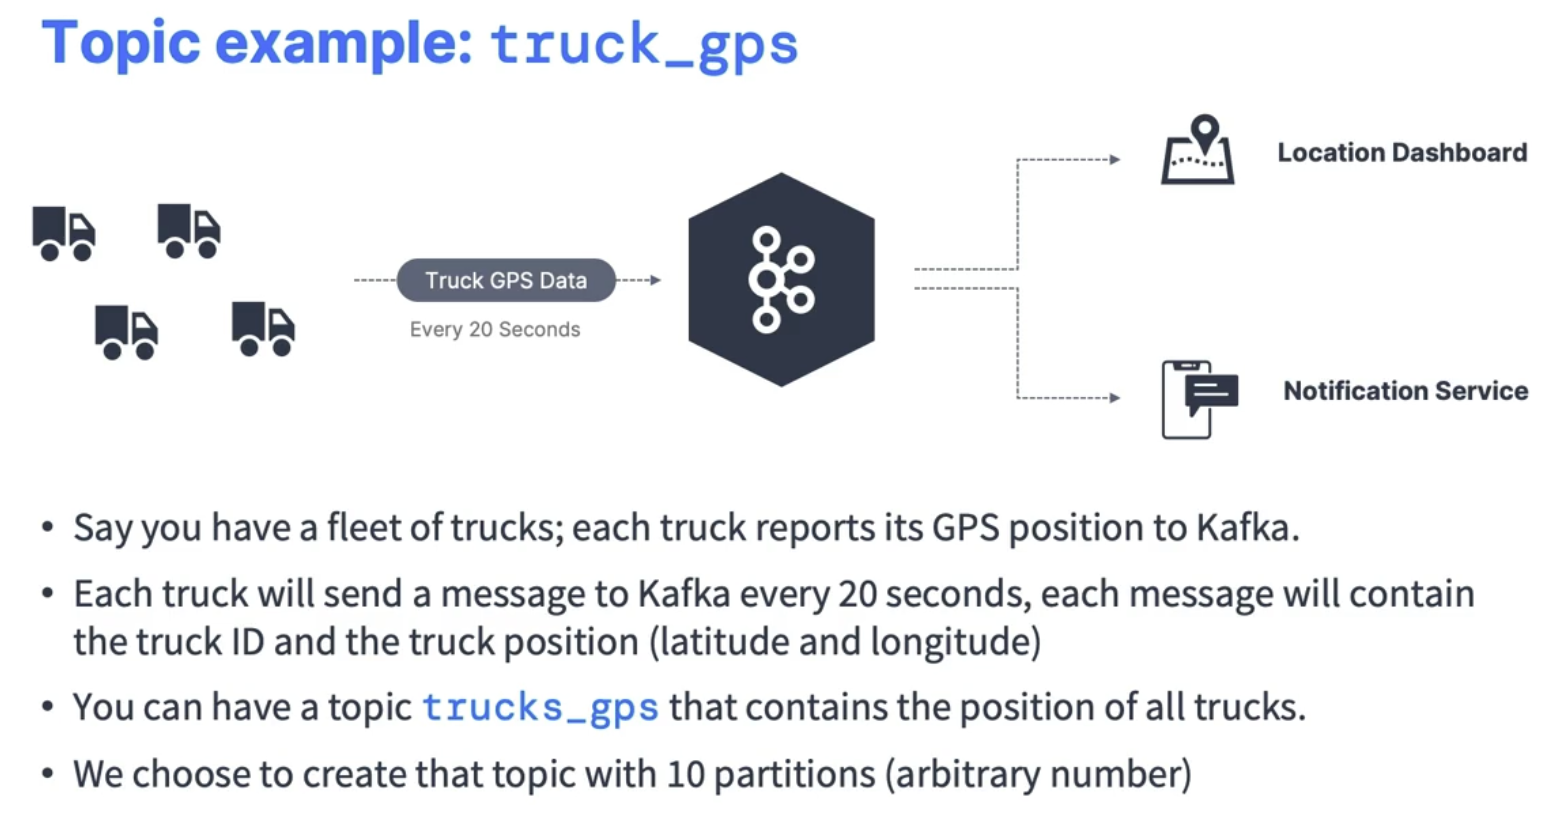 Topic example: truck_gps
Location Dashboard
Truck GPS Data
Every 20 Seconds
Notification Service
• Say you have a fleet of trucks; each truck reports its GPS position to Kafka.
• Each truck will send a message to Kafka every 20 seconds, each message will contain
the truck ID and the truck position (latitude and longitude)
• You can have a topic trucks_gps that contains the position of all trucks.
• We choose to create that topic with 10 partitions (arbitrary number)